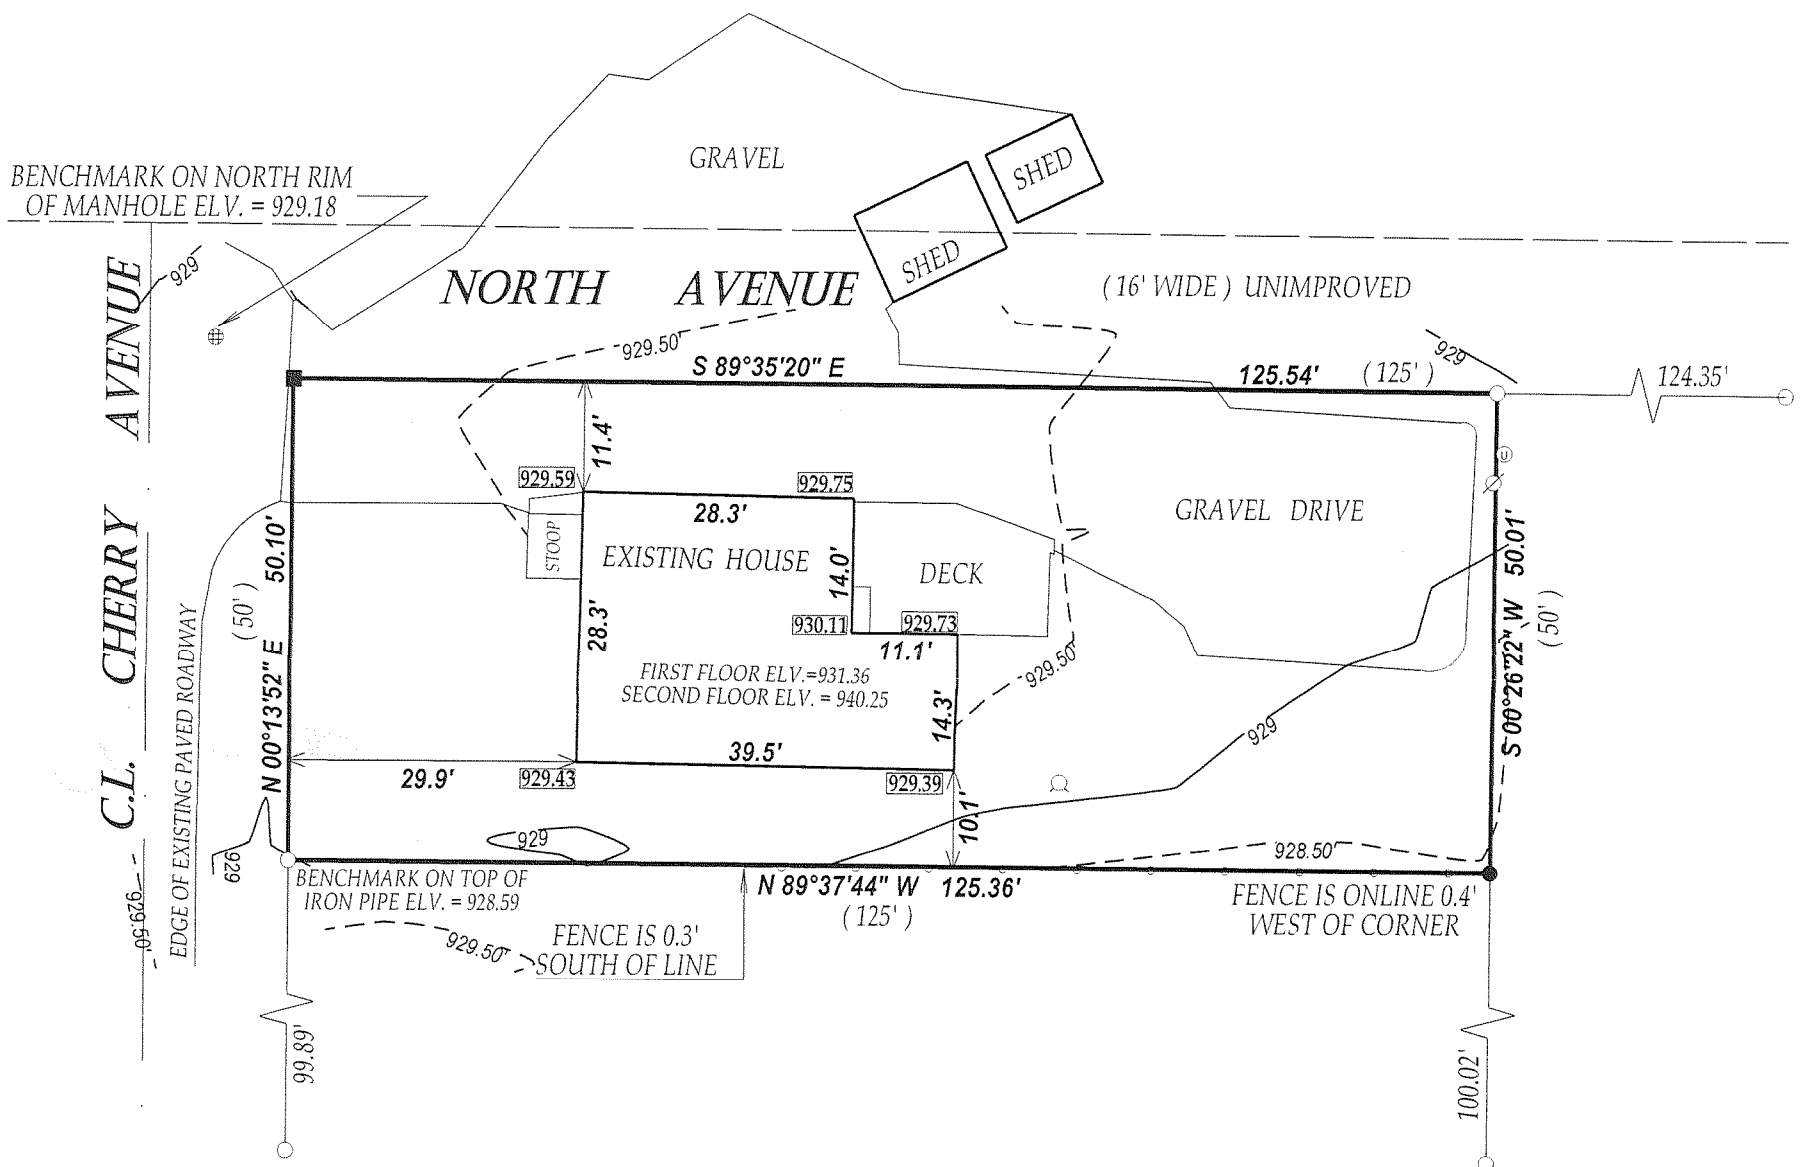 GRAVEL
SHED
BENCHMARK ON NORTH RIM
OF MANHOLE ELV. = 929.18
SHED
929
NORTH AVENUE
(16' WIDE) UNIMPROVED
929.50'
929
S 89°35'20" E
125.54'
(125')
124.35'
C.L. CHERRY AVENUE
11.4'
929.59
929.75
U
28.3'
GRAVEL DRIVE
STOOP
EXISTING HOUSE
14.0'
DECK
N 00°13'52" E 50.10'
(50')
S 00°26'22" W 50.01'
(50')
28.3'
930.11
929.73
11.1'
EDGE OF EXISTING PAVED ROADWAY
FIRST FLOOR ELV.=931.36
SECOND FLOOR ELV. = 940.25
929.50'
14.3'
929
39.5'
29.9'
929.43
929.39
10.1'
929
929
928.50'
BENCHMARK ON TOP OF
IRON PIPE ELV. = 928.59
N 89°37'44" W 125.36'
(125')
FENCE IS ONLINE 0.4'
WEST OF CORNER
929.50'
929.50'
FENCE IS 0.3'
SOUTH OF LINE
99.89'
100.02'